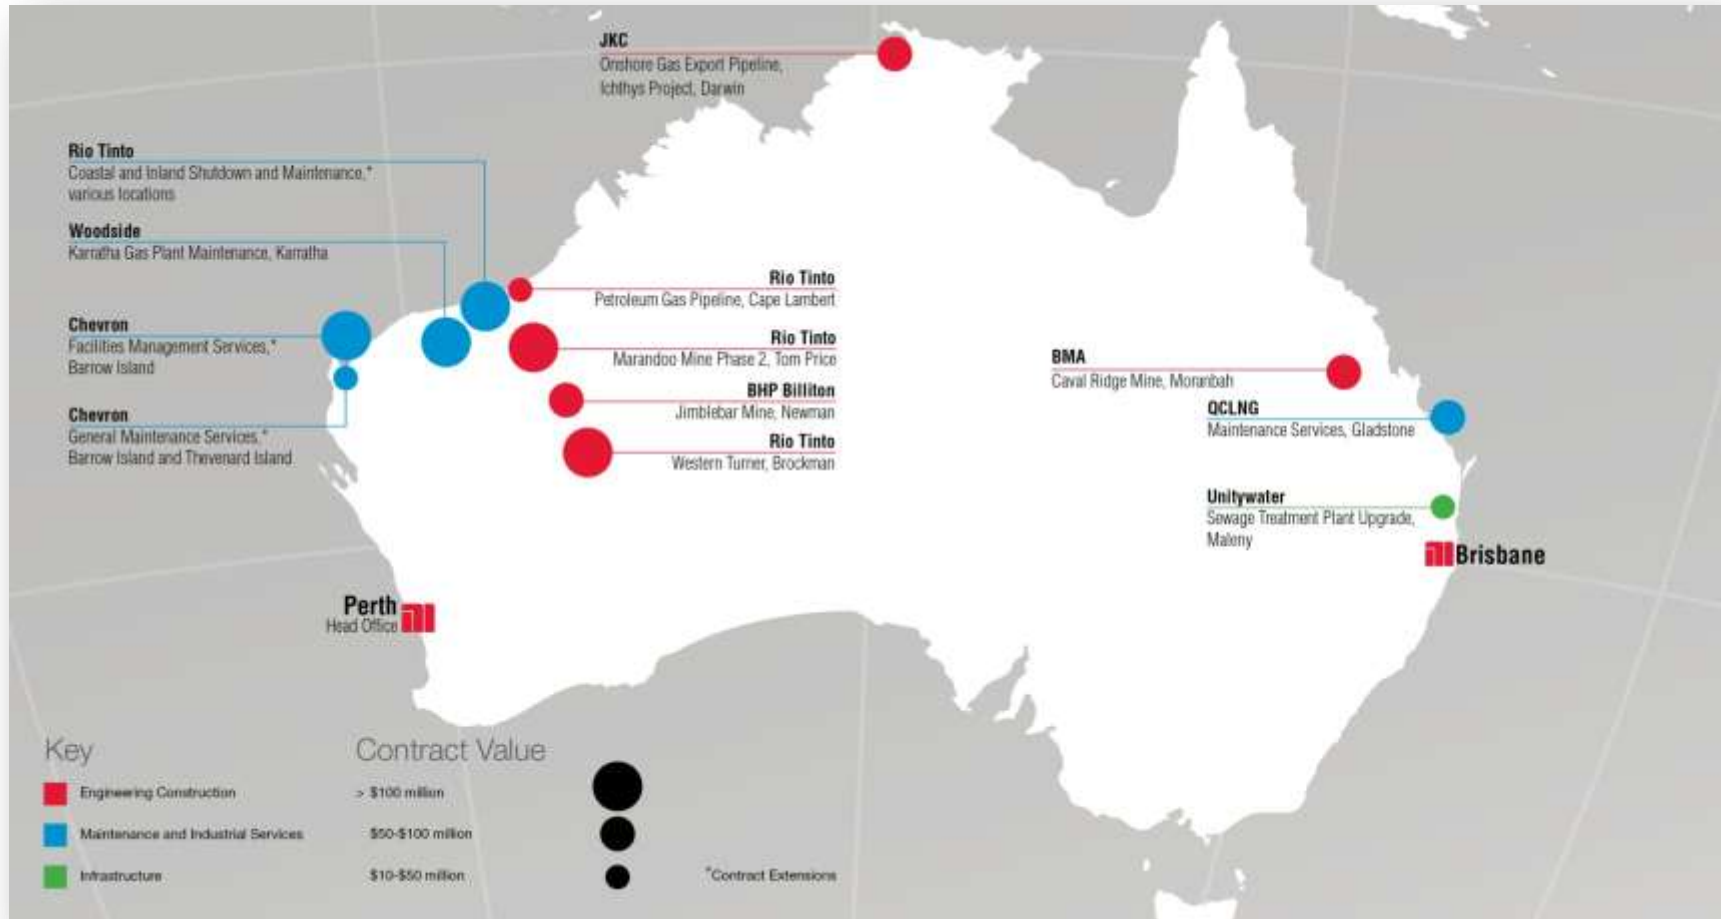 JKC
Onshore Gas Export Pipeline,
Ichthys Project, Darwin
Rio Tinto
Coastal and Inland Shutdown and Maintenance,*
various locations
Woodside
Karratha Gas Plant Maintenance, Karratha
Chevron
Facilities Management Services,*
Barrow Island
Chevron
General Maintenance Services,*
Barrow Island and Thevenard Island
Rio Tinto
Petroleum Gas Pipeline, Cape Lambert
Rio Tinto
Marandoo Mine Phase 2, Tom Price
BHP Billiton
Jimblebar Mine, Newman
Rio Tinto
Western Turner, Brockman
BMA
Caval Ridge Mine, Moranbah
QCLNG
Maintenance Services, Gladstone
Unitywater
Sewage Treatment Plant Upgrade,
Maleny
Brisbane
Perth
Head Office
Key
Engineering Construction
Maintenance and Industrial Services
Infrastructure
Contract Value
> $100 million
$50-$100 million
$10-$50 million
*Contract Extensions